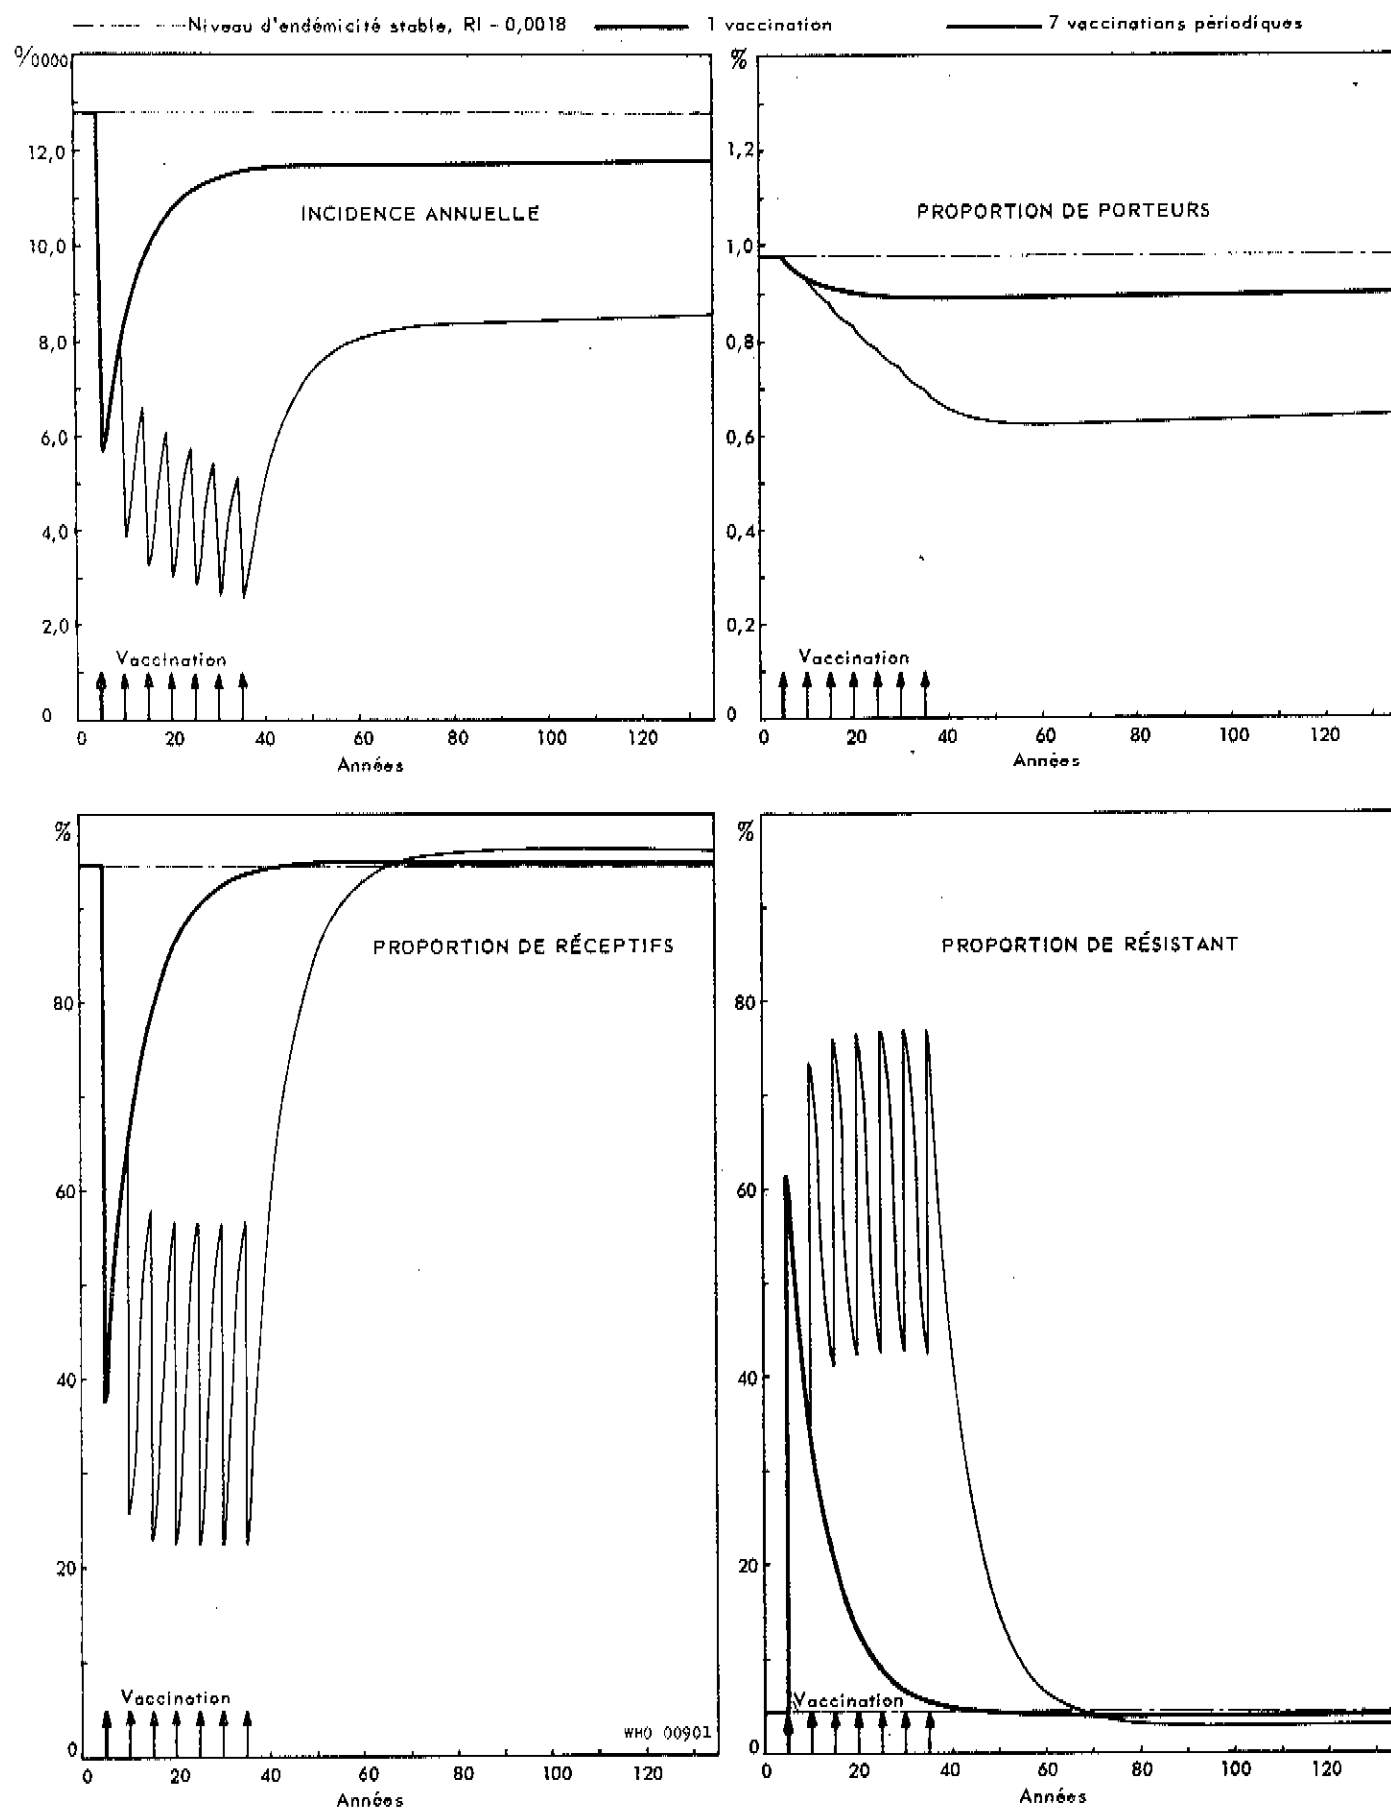 Niveau d'endémicité stable, RI - 0,0018 1 vaccination 7 vaccinations périodiques
%0000
12,0
10,0
8,0
6,0
4,0
2,0
0
INCIDENCE ANNUELLE
Vaccination
0 20 40 60 80 100 120
Années
%
1,2
1,0
0,8
0,6
0,4
0,2
0
PROPORTION DE PORTEURS
Vaccination
0 20 40 60 80 100 120
Années
%
80
60
40
20
0
PROPORTION DE RÉCEPTIFS
Vaccination
WHO 00901
0 20 40 60 80 100 120
Années
%
80
60
40
20
0
PROPORTION DE RÉSISTANT
Vaccination
0 20 40 60 80 100 120
Années